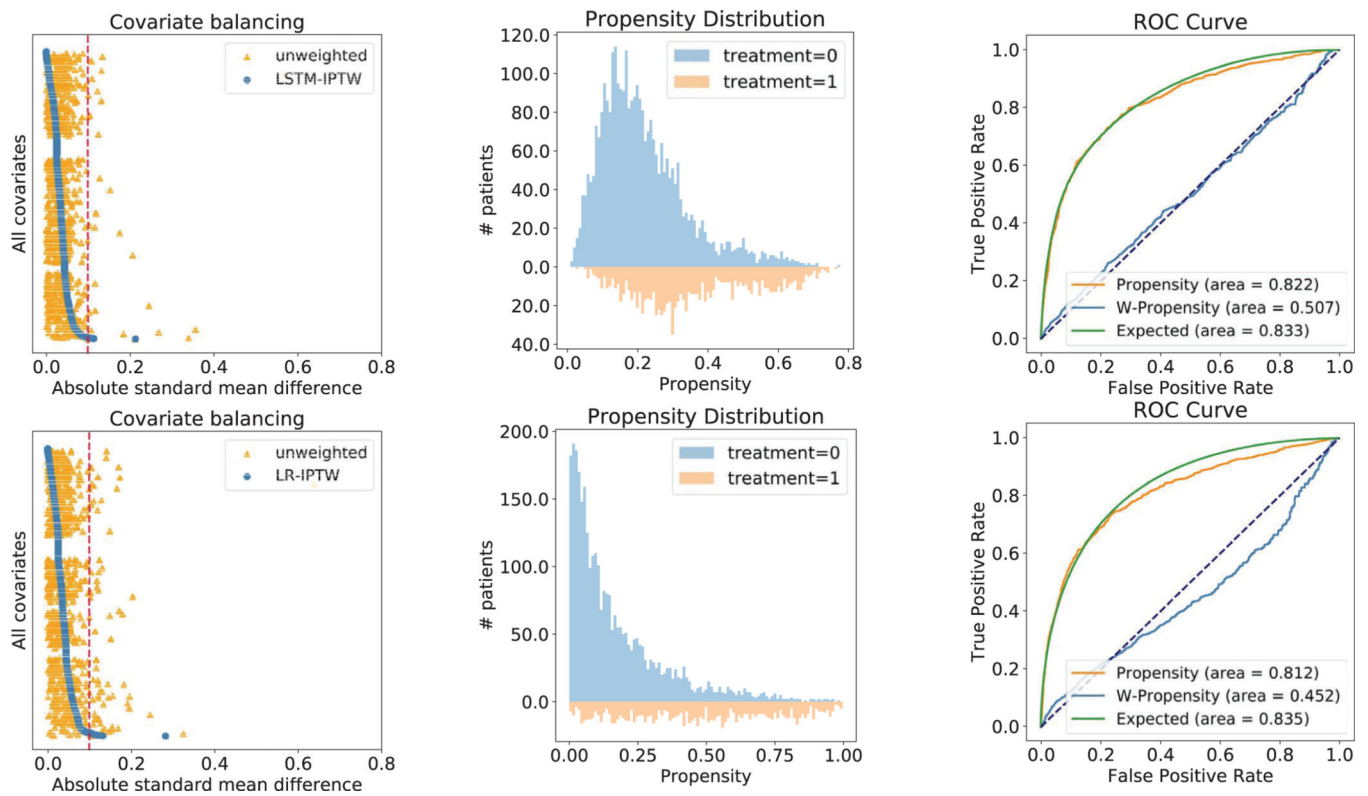 Covariate balancing
unweighted
LSTM-IPTW
All covariates
0.0 0.2 0.4 0.6 0.8
Absolute standard mean difference
Propensity Distribution
treatment=0
treatment=1
120.0
100.0
80.0
60.0
40.0
20.0
0.0
20.0
40.0
# patients
0.0 0.2 0.4 0.6 0.8
Propensity
ROC Curve
1.0
0.8
0.6
0.4
0.2
0.0
True Positive Rate
Propensity (area = 0.822)
W-Propensity (area = 0.507)
Expected (area = 0.833)
0.0 0.2 0.4 0.6 0.8 1.0
False Positive Rate
Covariate balancing
unweighted
LR-IPTW
All covariates
0.0 0.2 0.4 0.6 0.8
Absolute standard mean difference
Propensity Distribution
treatment=0
treatment=1
200.0
150.0
100.0
50.0
0.0
# patients
0.00 0.25 0.50 0.75 1.00
Propensity
ROC Curve
1.0
0.8
0.6
0.4
0.2
0.0
True Positive Rate
Propensity (area = 0.812)
W-Propensity (area = 0.452)
Expected (area = 0.835)
0.0 0.2 0.4 0.6 0.8 1.0
False Positive Rate